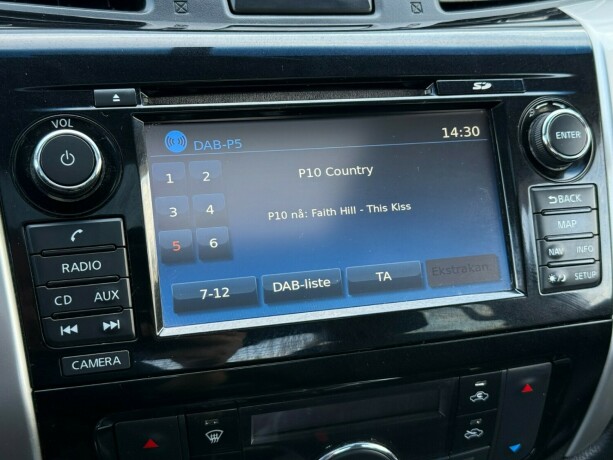 SD
VOL
DAB-P5
14:30
ENTER
1 2
P10 Country
3 4
P10 nå: Faith Hill - This Kiss
5 6
BACK
MAP
NAV INFO
SETUP
RADIO
CD AUX
7-12
DAB-liste
TA
Ekstrakan.
CAMERA